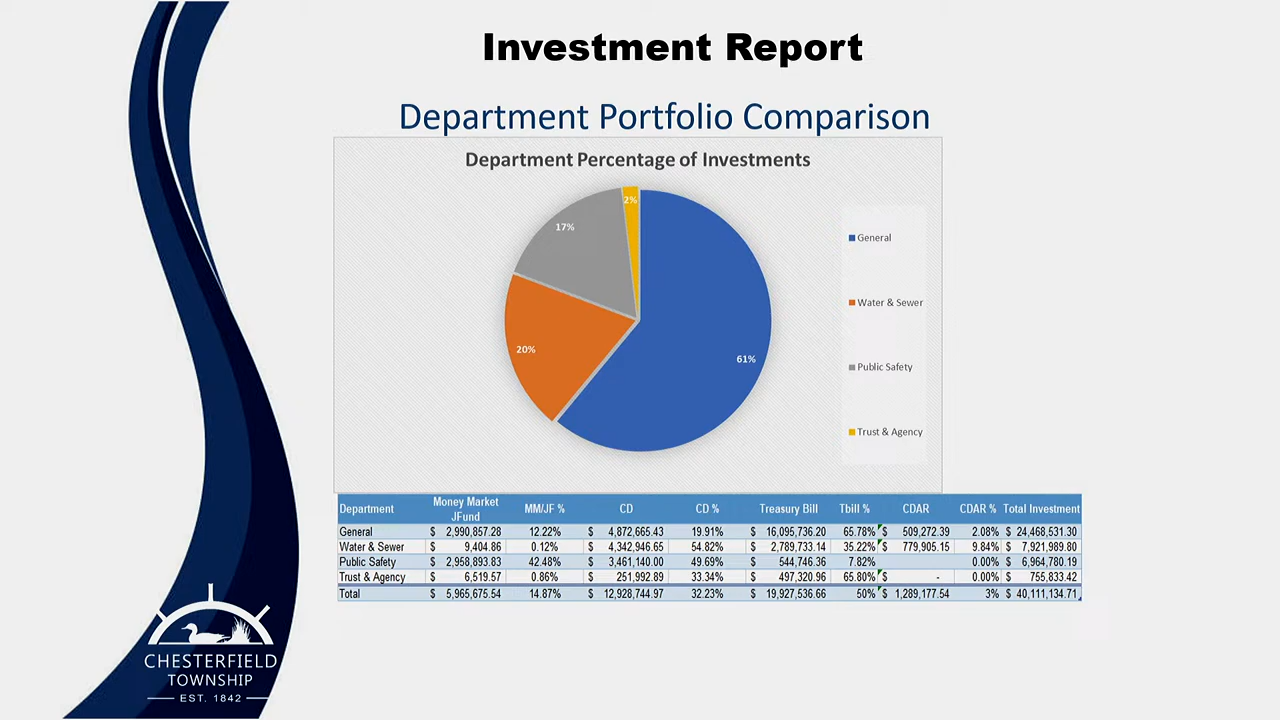 Investment Report
Department Portfolio Comparison
Department Percentage of Investments
2%
17%
20%
61%
General
Water & Sewer
Public Safety
Trust & Agency
Department Money Market JFund MM/JF % CD CD % Treasury Bill Tbill % CDAR CDAR % Total Investment
General $ 2,990,857.28 12.22% $ 4,872,665.43 19.91% $ 16,095,736.20 65.78% $ 509,272.39 2.08% $ 24,468,531.30
Water & Sewer $ 9,404.86 0.12% $ 4,342,946.65 54.82% $ 2,789,733.14 35.22% $ 779,905.15 9.84% $ 7,921,989.80
Public Safety $ 2,958,893.83 42.48% $ 3,461,140.00 49.69% $ 544,746.36 7.82% 0.00% $ 6,964,780.19
Trust & Agency $ 6,519.57 0.86% $ 251,992.89 33.34% $ 497,320.96 65.80% $ - 0.00% $ 755,833.42
Total $ 5,965,675.54 14.87% $ 12,928,744.97 32.23% $ 19,927,536.66 50% $ 1,289,177.54 3% $ 40,111,134.71
CHESTERFIELD
TOWNSHIP
EST. 1842